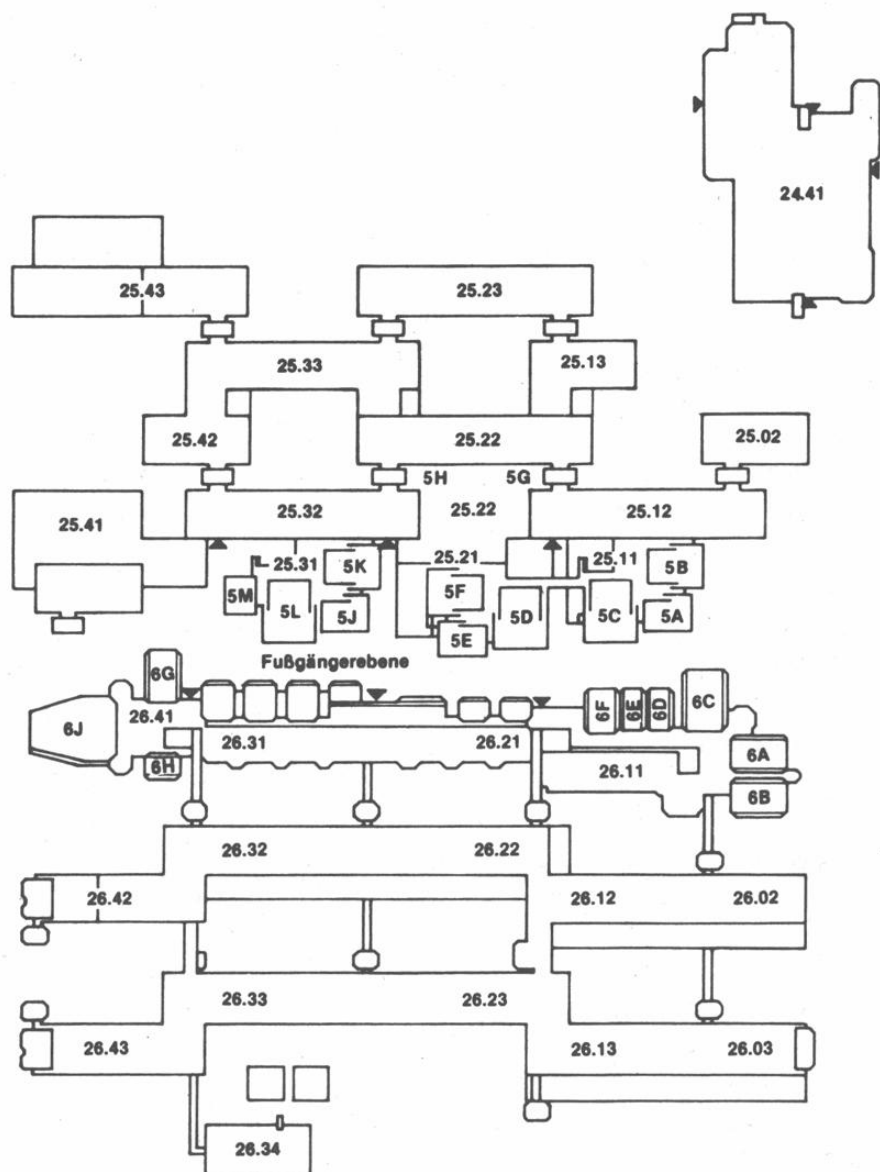 24.41
25.43
25.23
25.33
25.13
25.42
25.22
25.02
5H
5G
25.41
25.32
25.22
25.12
25.31
5K
25.21
25.11
5B
5M
5L
5J
5F
5D
5C
5A
5E
Fußgängerebene
6G
6J
26.41
6F
6E
6D
6C
6H
26.31
26.21
26.11
6A
6B
26.32
26.22
26.42
26.12
26.02
26.33
26.23
26.43
26.13
26.03
26.34